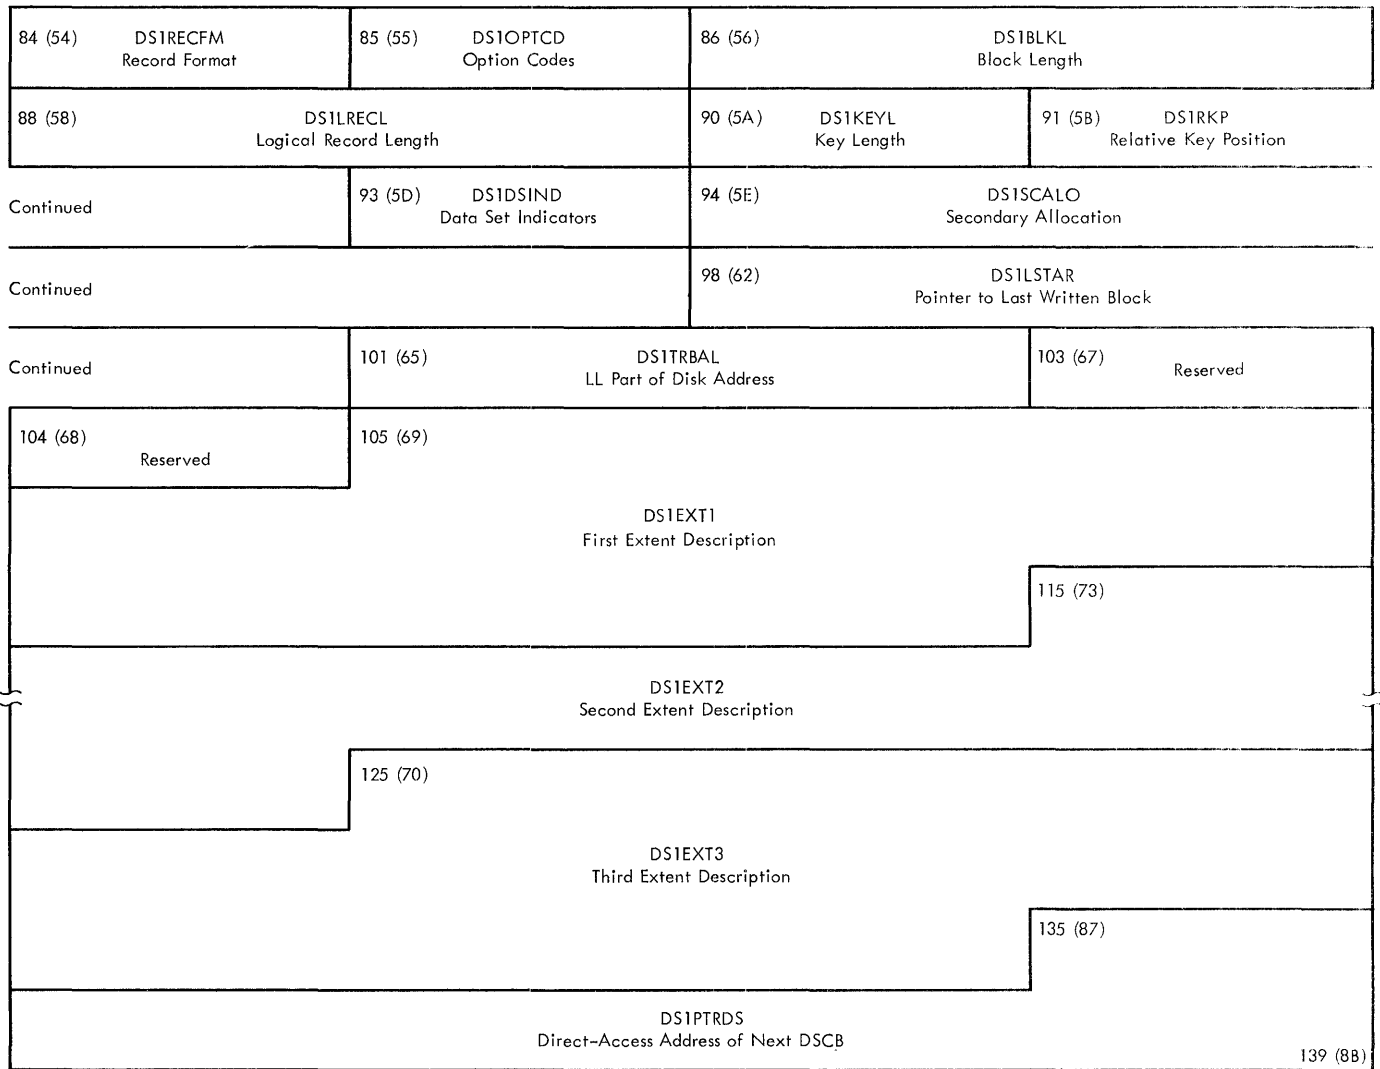 84 (54) DS1RECFM
Record Format
85 (55) DS1OPTCD
Option Codes
86 (56) DS1BLKL
Block Length
88 (58) DS1LRECL
Logical Record Length
90 (5A) DS1KEYL
Key Length
91 (5B) DS1RKP
Relative Key Position
Continued
93 (5D) DS1DSIND
Data Set Indicators
94 (5E) DS1SCALO
Secondary Allocation
Continued
98 (62) DS1LSTAR
Pointer to Last Written Block
Continued
101 (65) DS1TRBAL
LL Part of Disk Address
103 (67)
Reserved
104 (68)
Reserved
105 (69)
DS1EXT1
First Extent Description
115 (73)
DS1EXT2
Second Extent Description
125 (70)
DS1EXT3
Third Extent Description
135 (87)
DS1PTRDS
Direct-Access Address of Next DSCB
139 (8B)